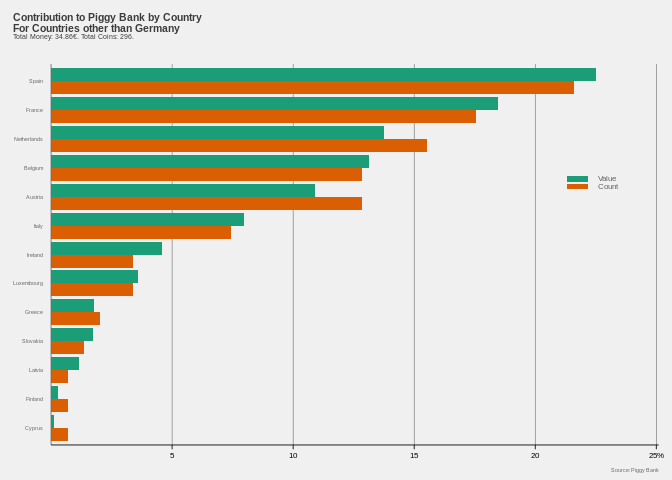 Contribution to Piggy Bank by Country
For Countries other than Germany
Total Money: 34.86€. Total Coins: 296.
Spain
France
Netherlands
Belgium
Austria
Italy
Ireland
Luxembourg
Greece
Slovakia
Latvia
Finland
Cyprus
Value
Count
5
10
15
20
25%
Source: Piggy Bank